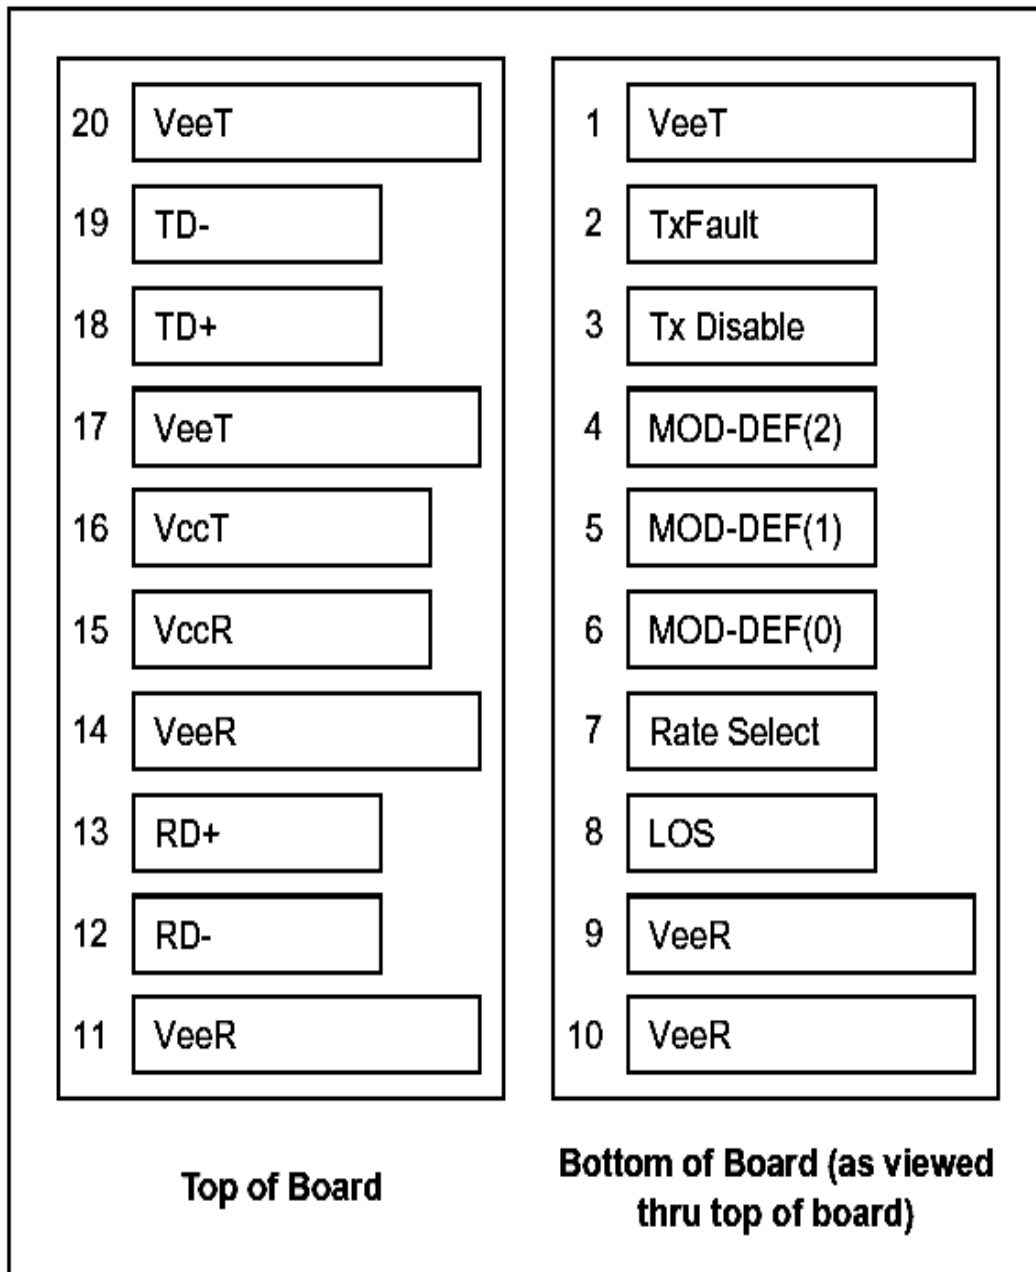 20 VeeT
19 TD-
18 TD+
17 VeeT
16 VccT
15 VccR
14 VeeR
13 RD+
12 RD-
11 VeeR
Top of Board
1 VeeT
2 TxFault
3 Tx Disable
4 MOD-DEF(2)
5 MOD-DEF(1)
6 MOD-DEF(0)
7 Rate Select
8 LOS
9 VeeR
10 VeeR
Bottom of Board (as viewed
thru top of board)